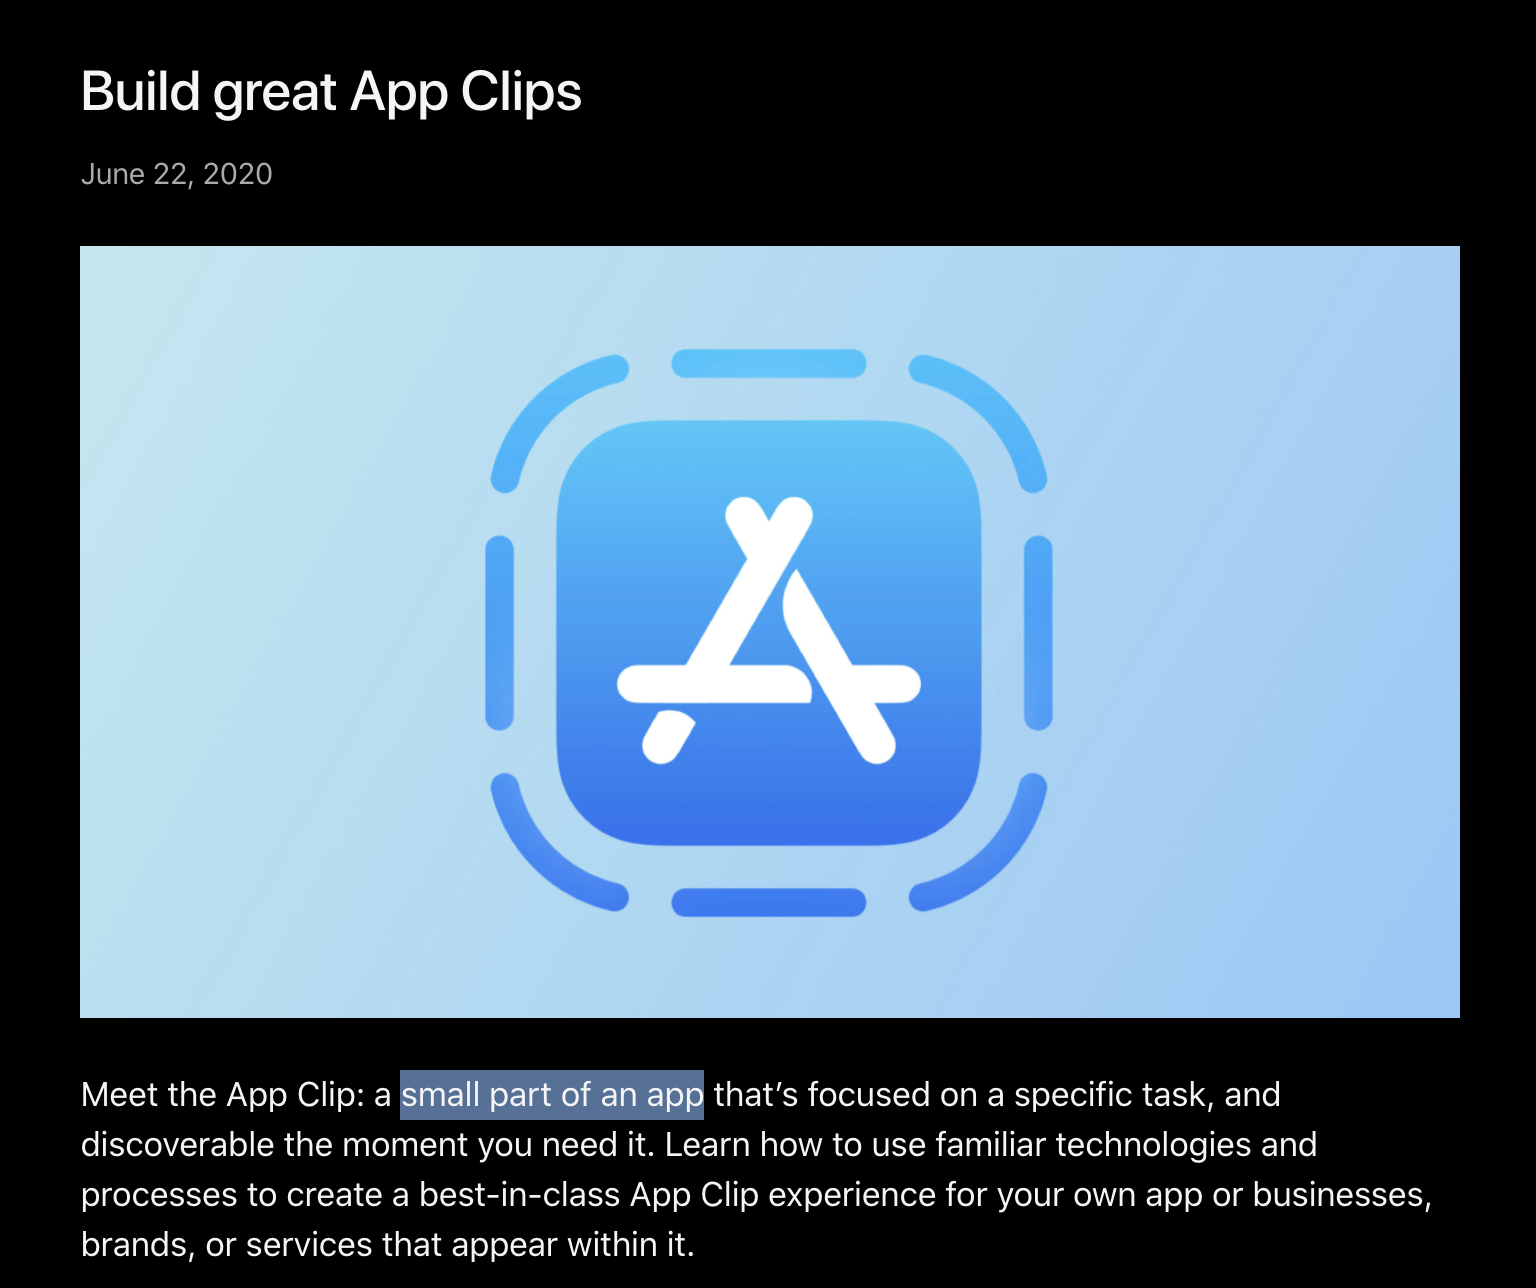 Build great App Clips
June 22, 2020
Meet the App Clip: a small part of an app that’s focused on a specific task, and
discoverable the moment you need it. Learn how to use familiar technologies and
processes to create a best-in-class App Clip experience for your own app or businesses,
brands, or services that appear within it.